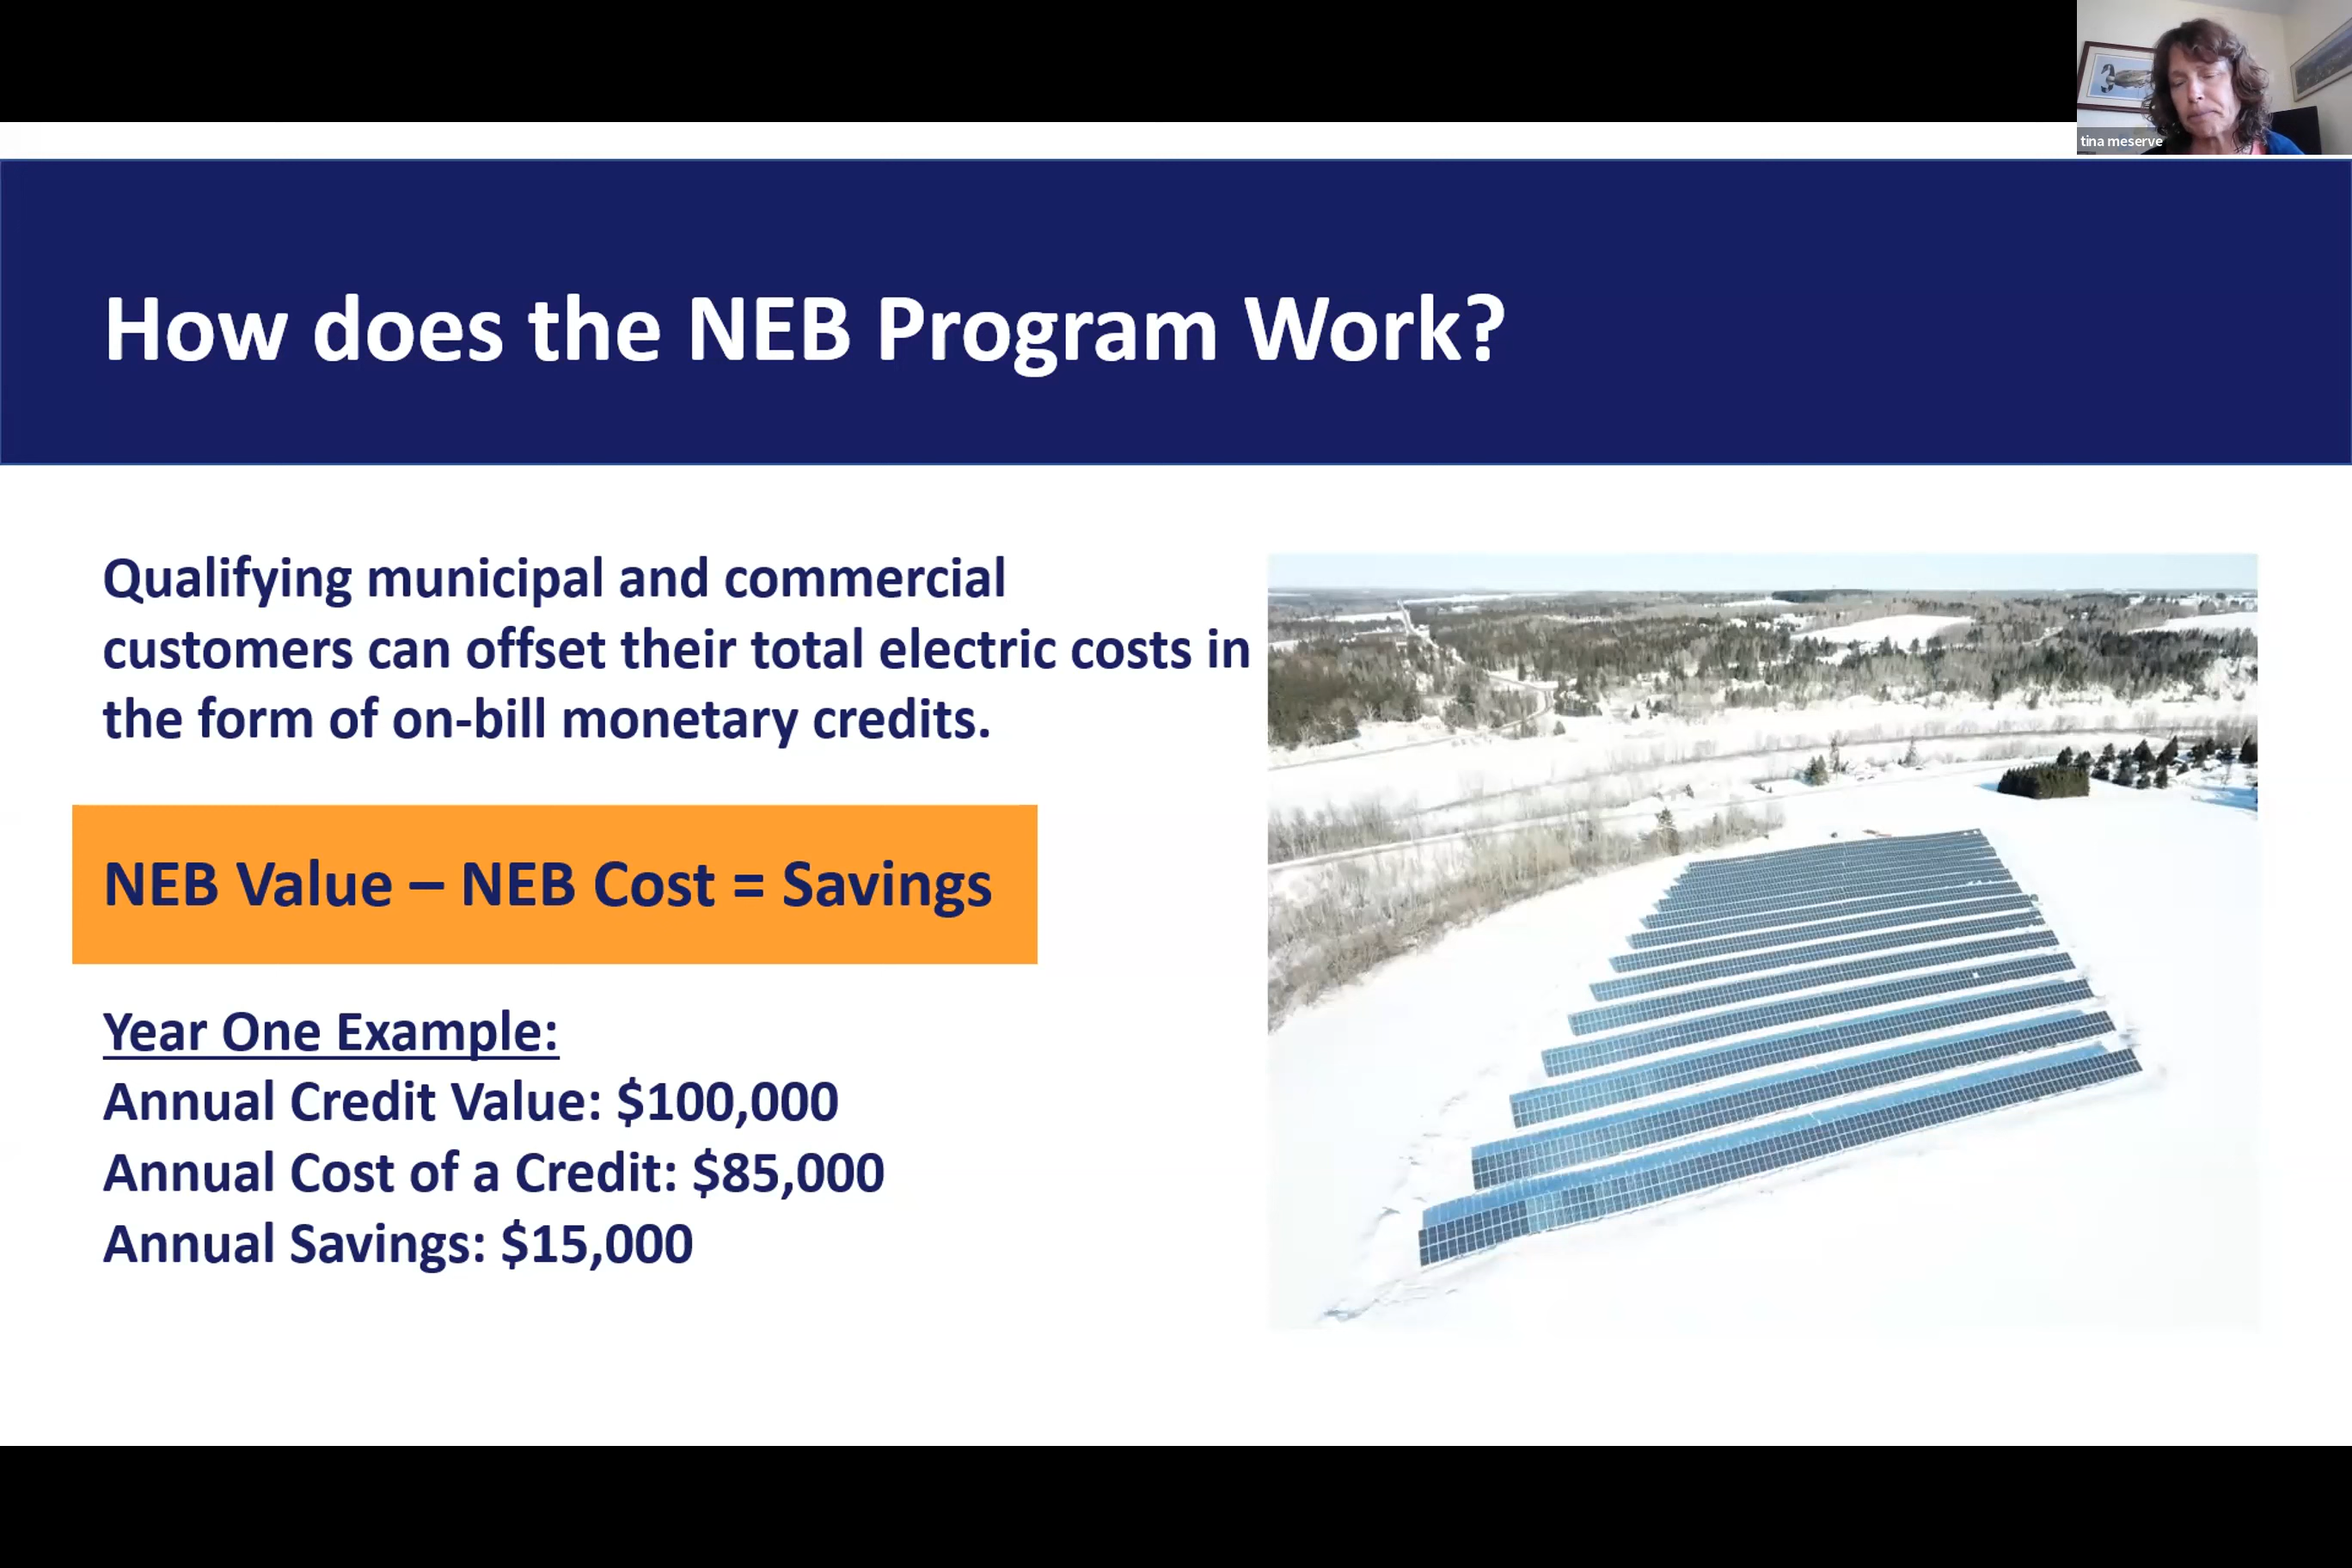 tina meserve
How does the NEB Program Work?
Qualifying municipal and commercial
customers can offset their total electric costs in
the form of on-bill monetary credits.
NEB Value – NEB Cost = Savings
Year One Example:
Annual Credit Value: $100,000
Annual Cost of a Credit: $85,000
Annual Savings: $15,000